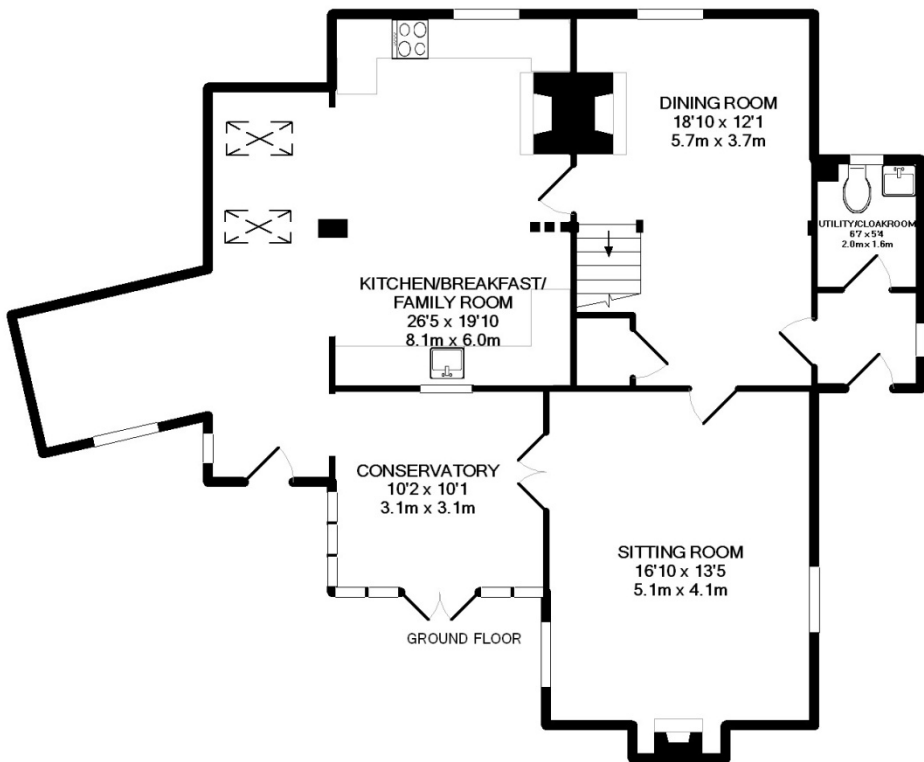 DINING ROOM
18'10 x 12'1
5.7m x 3.7m
UTILITY/CLOAKROOM
6'7 x 5'4
2.0m x 1.6m
KITCHEN/BREAKFAST/
FAMILY ROOM
26'5 x 19'10
8.1m x 6.0m
CONSERVATORY
10'2 x 10'1
3.1m x 3.1m
SITTING ROOM
16'10 x 13'5
5.1m x 4.1m
GROUND FLOOR